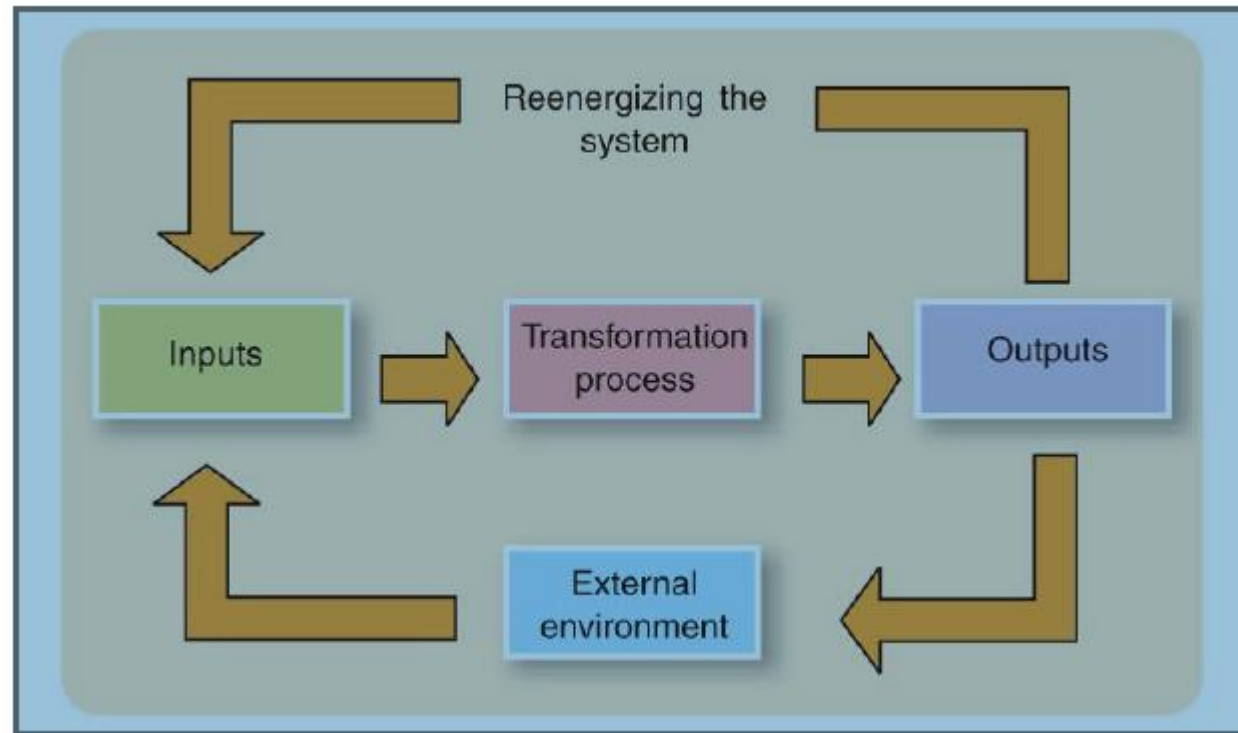 Reenergizing the
system
Inputs
Transformation
process
Outputs
External
environment